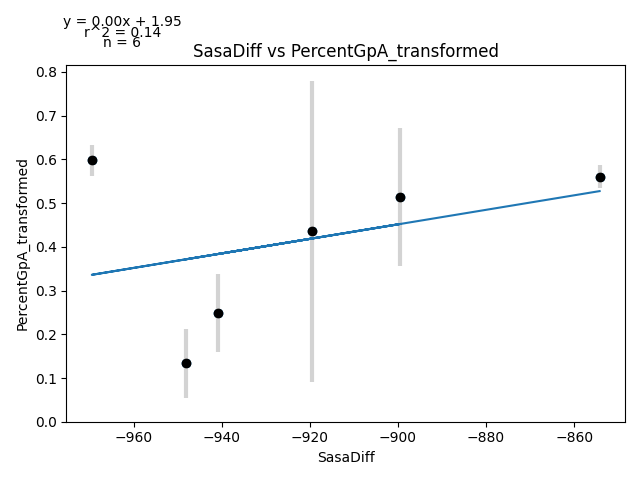 y = 0.00x + 1.95
r^2 = 0.14
n = 6
SasaDiff vs PercentGpA_transformed
PercentGpA_transformed
0.8
0.7
0.6
0.5
0.4
0.3
0.2
0.1
0.0
−960
−940
−920
−900
−880
−860
SasaDiff